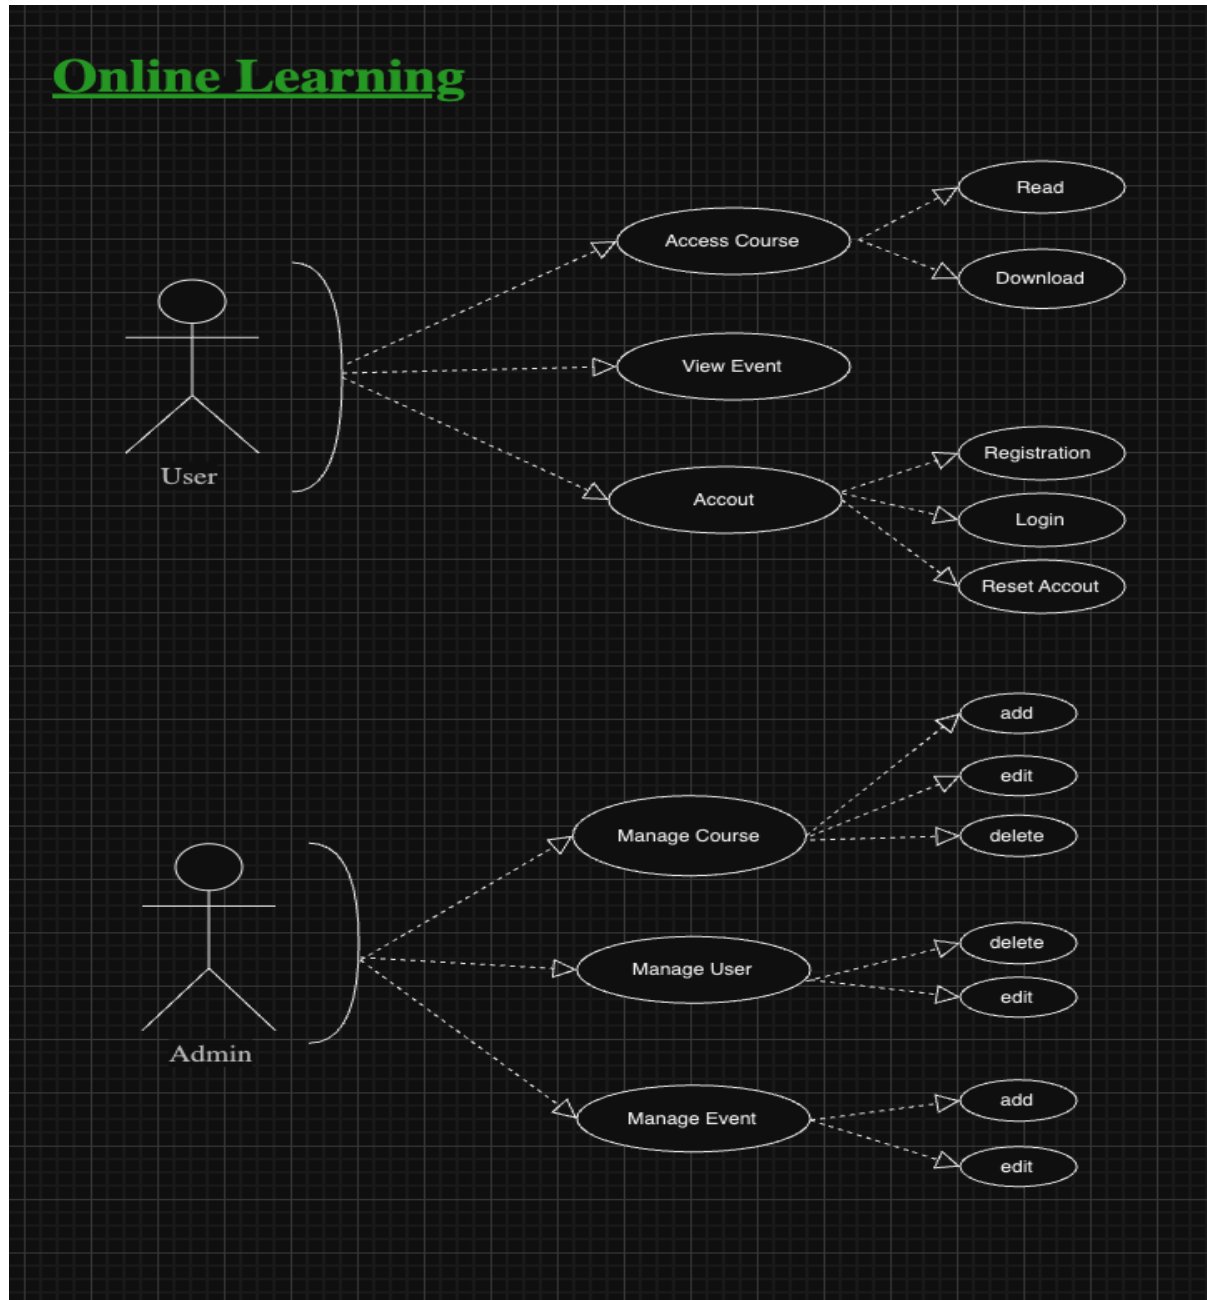 Online Learning
Read
Access Course
Download
View Event
User
Registration
Accout
Login
Reset Accout
add
edit
Manage Course
delete
delete
Manage User
edit
Admin
add
Manage Event
edit